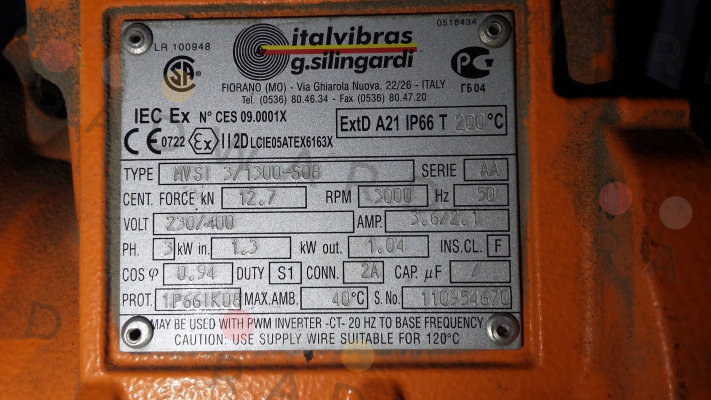 0518434
LR 100948
italvibras
g.silingardi
FIORANO (MO) - Via Ghiarola Nuova, 22/26 - ITALY
Tel. (0536) 80.46.34 - Fax (0536) 80.47.20
SA
PG
ГБ04
IEC Ex N° CES 09.0001X
ExtD A21 IP66 T 200°C
CE 0722 Ex II2D LCIE05ATEX6163X
TYPE MVSI 3/1300-S08 SERIE AA
CENT. FORCE kN 12.7 RPM 3000 Hz 50
VOLT 230/400 AMP. 3.6/2.1
PH. 3 kW in. 1.3 kW out. 1.04 INS.CL. F
COS φ 0.94 DUTY S1 CONN. 2A CAP. µF /
PROT. IP66IK08 MAX.AMB. 40°C S. No. 110954670
MAY BE USED WITH PWM INVERTER -CT- 20 HZ TO BASE FREQUENCY
CAUTION: USE SUPPLY WIRE SUITABLE FOR 120°C